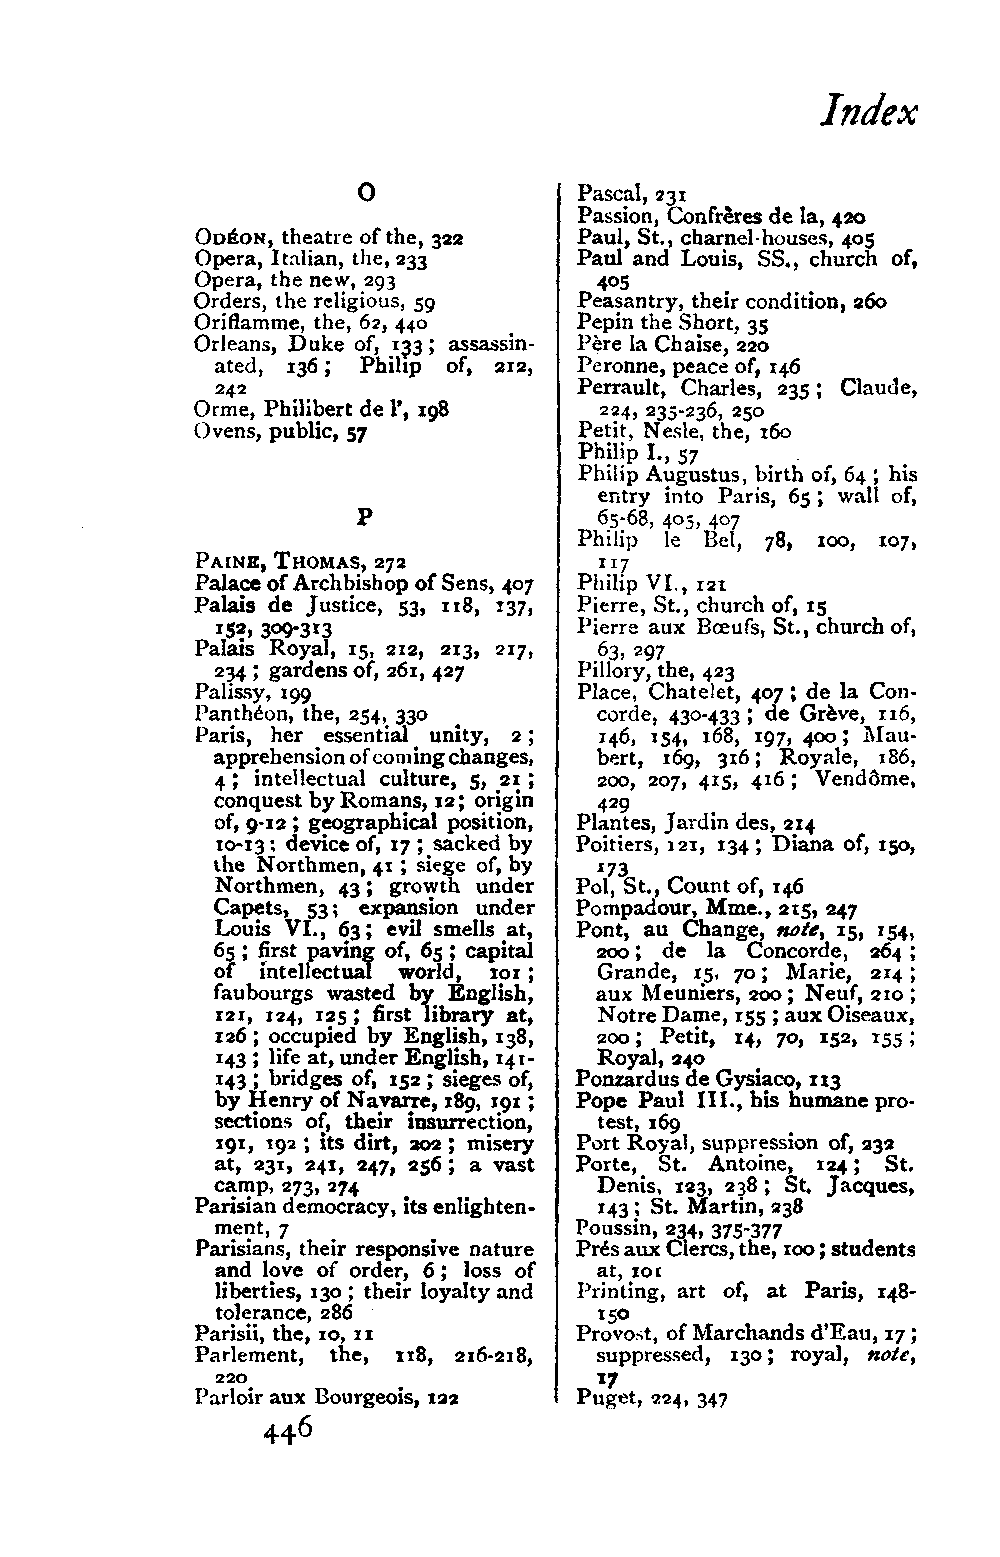 Index
O
ODÉON, theatre of the, 322
Opera, Italian, the, 233
Opera, the new, 293
Orders, the religious, 59
Oriflamme, the, 62, 440
Orleans, Duke of, 133; assassin-
ated, 136; Philip of, 212,
242
Orme, Philibert de l', 198
Ovens, public, 57
P
PAINE, THOMAS, 272
Palace of Archbishop of Sens, 407
Palais de Justice, 53, 118, 137,
152, 309-313
Palais Royal, 15, 212, 213, 217,
234; gardens of, 261, 427
Palissy, 199
Panthéon, the, 254, 330
Paris, her essential unity, 2;
apprehension of coming changes,
4; intellectual culture, 5, 21;
conquest by Romans, 12; origin
of, 9-12; geographical position,
10-13; device of, 17; sacked by
the Northmen, 41; siege of, by
Northmen, 43; growth under
Capets, 53; expansion under
Louis VI., 63; evil smells at,
65; first paving of, 65; capital
of intellectual world, 101;
faubourgs wasted by English,
121, 124, 125; first library at,
126; occupied by English, 138,
143; life at, under English, 141-
143; bridges of, 152; sieges of,
by Henry of Navarre, 189, 191;
sections of, their insurrection,
191, 192; its dirt, 202; misery
at, 231, 241, 247, 256; a vast
camp, 273, 274
Parisian democracy, its enlighten-
ment, 7
Parisians, their responsive nature
and love of order, 6; loss of
liberties, 130; their loyalty and
tolerance, 286
Parisii, the, 10, 11
Parlement, the, 118, 216-218,
220
Parloir aux Bourgeois, 122
Pascal, 231
Passion, Confrères de la, 420
Paul, St., charnel-houses, 405
Paul and Louis, SS., church of,
405
Peasantry, their condition, 260
Pepin the Short, 35
Père la Chaise, 220
Peronne, peace of, 146
Perrault, Charles, 235; Claude,
224, 235-236, 250
Petit, Nesle, the, 160
Philip I., 57
Philip Augustus, birth of, 64; his
entry into Paris, 65; wall of,
65-68, 405, 407
Philip le Bel, 78, 100, 107,
117
Philip VI., 121
Pierre, St., church of, 15
Pierre aux Bœufs, St., church of,
63, 297
Pillory, the, 423
Place, Chatelet, 407; de la Con-
corde, 430-433; de Grève, 116,
146, 154, 168, 197, 400; Mau-
bert, 169, 316; Royale, 186,
200, 207, 415, 416; Vendôme,
429
Plantes, Jardin des, 214
Poitiers, 121, 134; Diana of, 150,
173
Pol, St., Count of, 146
Pompadour, Mme., 215, 247
Pont, au Change, note, 15, 154,
200; de la Concorde, 264;
Grande, 15, 70; Marie, 214;
aux Meuniers, 200; Neuf, 210;
Notre Dame, 155; aux Oiseaux,
200; Petit, 14, 70, 152, 155;
Royal, 240
Ponzardus de Gysiaco, 113
Pope Paul III., his humane pro-
test, 169
Port Royal, suppression of, 232
Porte, St. Antoine, 124; St.
Denis, 123, 238; St. Jacques,
143; St. Martin, 238
Poussin, 234, 375-377
Prés aux Clercs, the, 100; students
at, 101
Printing, art of, at Paris, 148-
150
Provost, of Marchands d'Eau, 17;
suppressed, 130; royal, note,
17
Puget, 224, 347
446